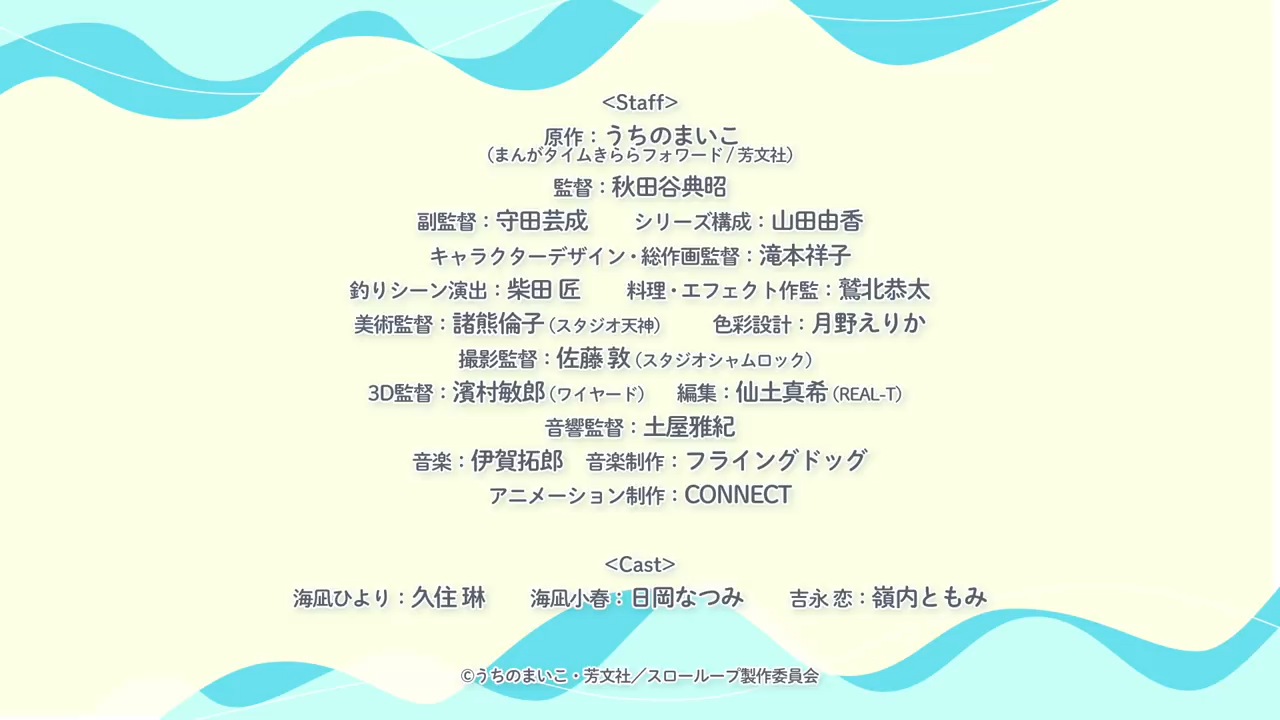 <Staff>
原作：うちのまいこ
（まんがタイムきららフォワード / 芳文社）
監督：秋田谷典昭
副監督：守田芸成　シリーズ構成：山田由香
キャラクターデザイン・総作画監督：滝本祥子
釣りシーン演出：柴田 匠　料理・エフェクト作監：鷲北恭太
美術監督：諸熊倫子（スタジオ天神）　色彩設計：月野えりか
撮影監督：佐藤 敦（スタジオシャムロック）
3D監督：濱村敏郎（ワイヤード）　編集：仙土真希（REAL-T）
音響監督：土屋雅紀
音楽：伊賀拓郎　音楽制作：フライングドッグ
アニメーション制作：CONNECT
<Cast>
海凪ひより：久住 琳　海凪小春：日岡なつみ　吉永 恋：嶺内ともみ
©うちのまいこ・芳文社／スローループ製作委員会